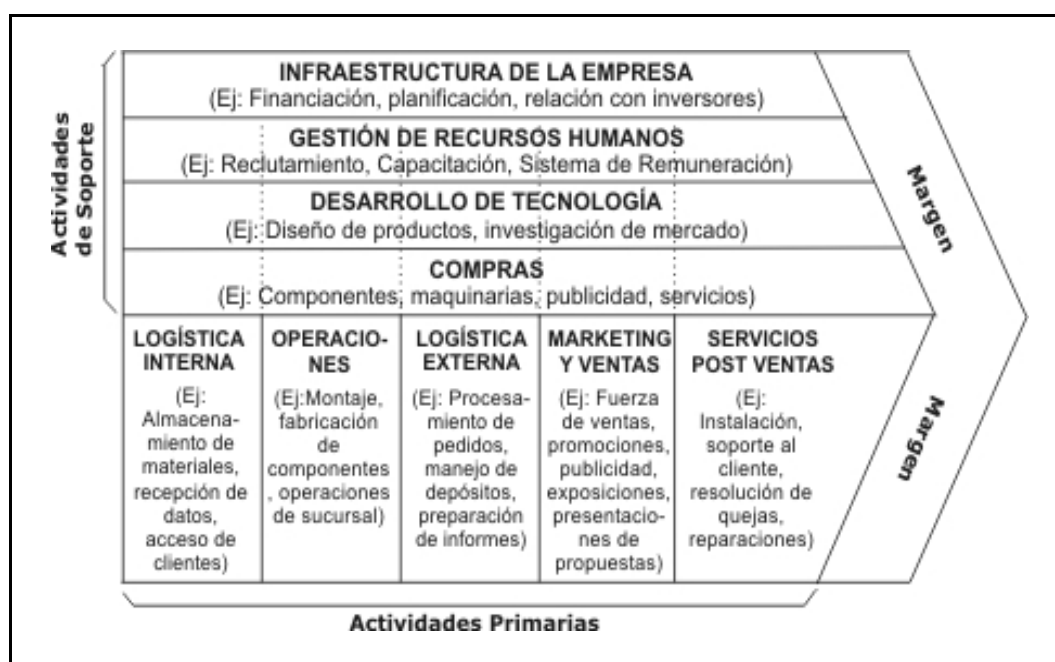 Actividades
de Soporte
INFRAESTRUCTURA DE LA EMPRESA
(Ej: Financiación, planificación, relación con inversores)
GESTIÓN DE RECURSOS HUMANOS
(Ej: Reclutamiento, Capacitación, Sistema de Remuneración)
DESARROLLO DE TECNOLOGÍA
(Ej: Diseño de productos, investigación de mercado)
COMPRAS
(Ej: Componentes, maquinarias, publicidad, servicios)
Margen
LOGÍSTICA
INTERNA
(Ej:
Almacena-
miento de
materiales,
recepción de
datos,
acceso de
clientes)
OPERACIO-
NES
(Ej:Montaje,
fabricación
de
componentes
, operaciones
de sucursal)
LOGÍSTICA
EXTERNA
(Ej: Procesa-
miento de
pedidos,
manejo de
depósitos,
preparación
de informes)
MARKETING
Y VENTAS
(Ej: Fuerza
de ventas,
promociones,
publicidad,
exposiciones,
presentacio-
nes de
propuestas)
SERVICIOS
POST VENTAS
(Ej:
Instalación,
soporte al
cliente,
resolución de
quejas,
reparaciones)
Margen
Actividades Primarias